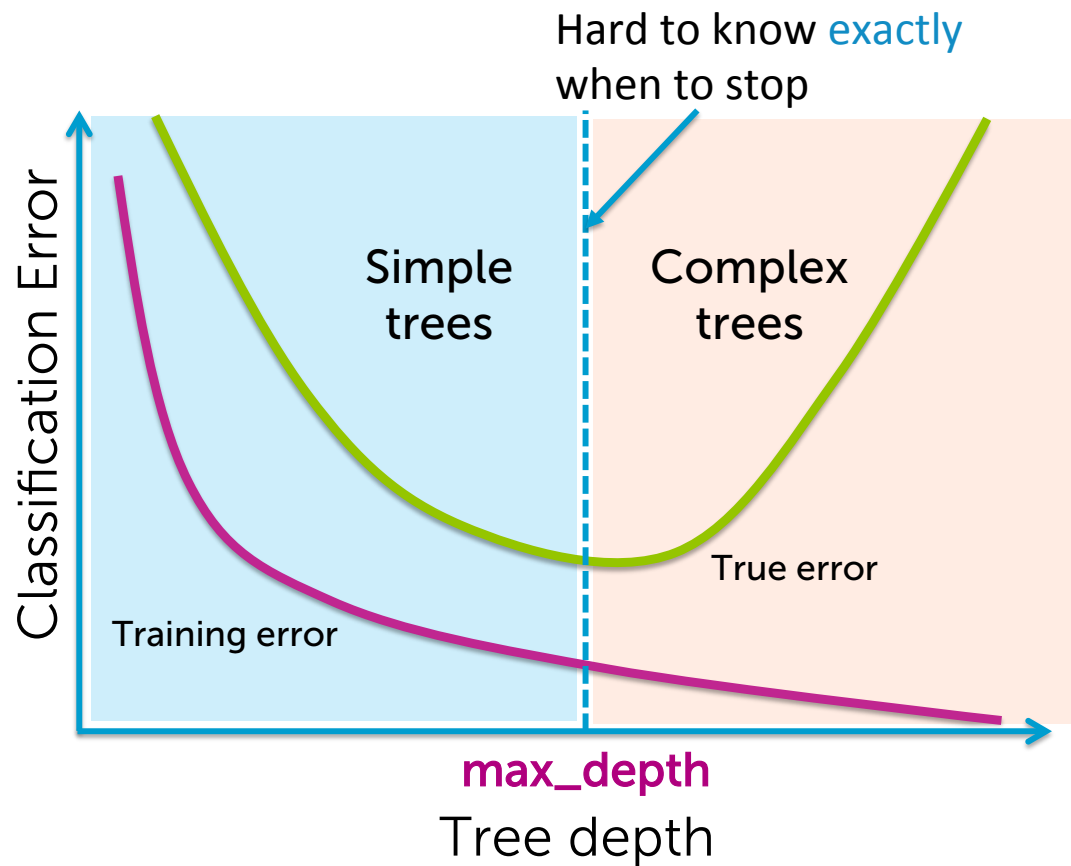 Hard to know exactly
when to stop
Classification Error
Simple
trees
Complex
trees
True error
Training error
max_depth
Tree depth